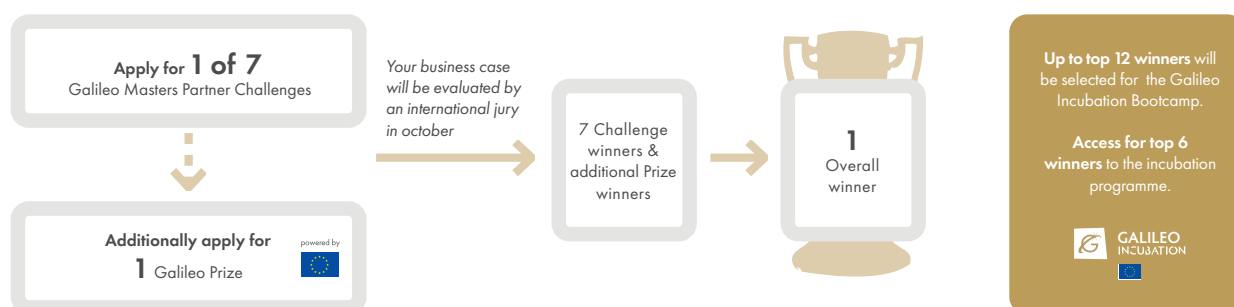 Apply for 1 of 7
Galileo Masters Partner Challenges
Additionally apply for
1 Galileo Prize
powered by
Your business case
will be evaluated by
an international jury
in october
7 Challenge
winners &
additional Prize
winners
1
Overall
winner
Up to top 12 winners will
be selected for the Galileo
Incubation Bootcamp.
Access for top 6
winners to the incubation
programme.
GALILEO
INCUBATION